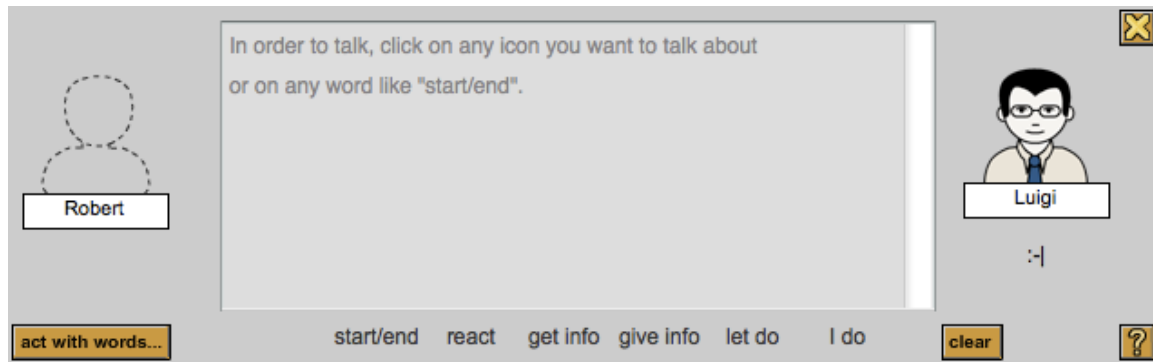 In order to talk, click on any icon you want to talk about
or on any word like "start/end".
Robert
Luigi
:-|
act with words...
start/end react get info give info let do I do
clear
?